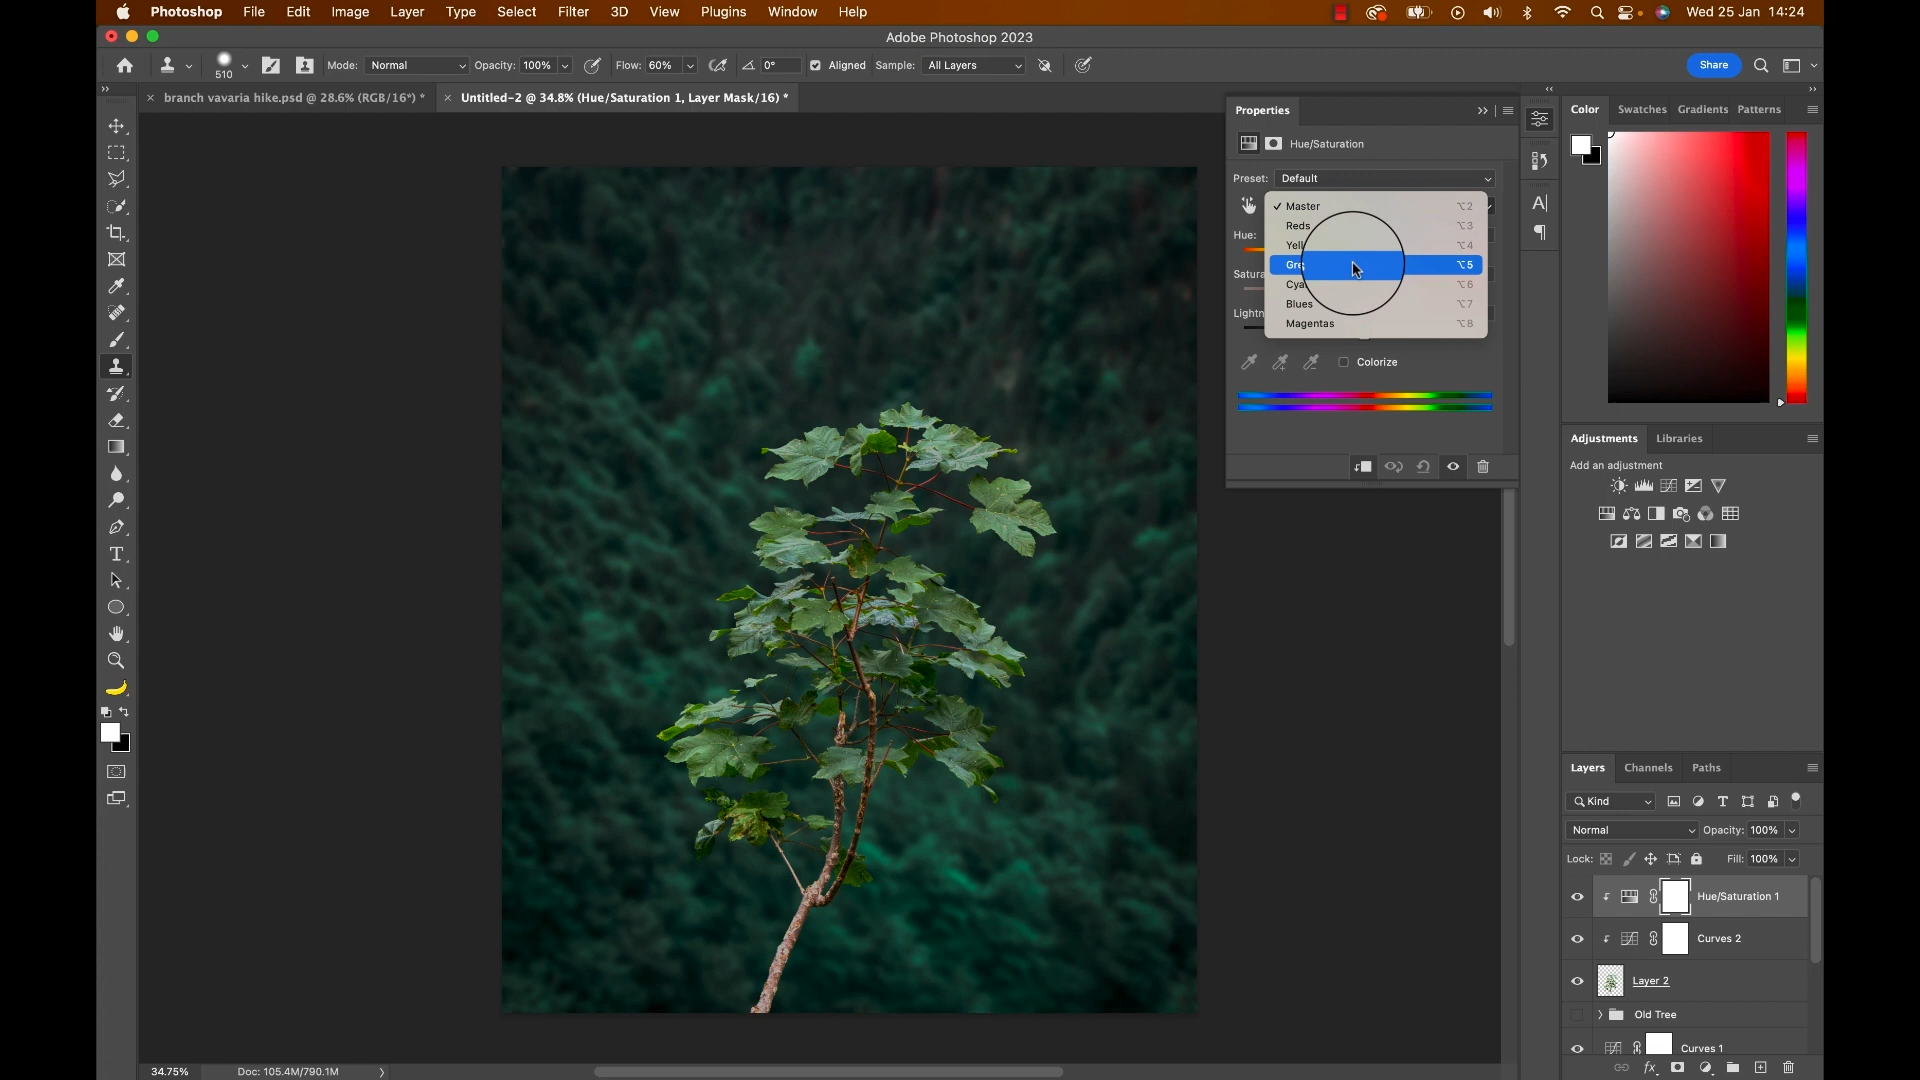 Photoshop File Edit Image Layer Type Select Filter 3D View Plugins Window Help Wed 25 Jan 14:24
Adobe Photoshop 2023
510 Mode: Normal Opacity: 100% Flow: 60% 0° Aligned Sample: All Layers Share
branch vavaria hike.psd @ 28.6% (RGB/16*) * Untitled-2 @ 34.8% (Hue/Saturation 1, Layer Mask/16) *
Properties
Hue/Saturation
Preset: Default
Master ⌥2
Reds ⌥3
Yell ⌥4
Gre ⌥5
Cya ⌥6
Blues ⌥7
Magentas ⌥8
Hue:
Satura
Lightn
Colorize
Color Swatches Gradients Patterns
Adjustments Libraries
Add an adjustment
Layers Channels Paths
Kind
Normal Opacity: 100%
Lock: Fill: 100%
Hue/Saturation 1
Curves 2
Layer 2
Old Tree
Curves 1
34.75% Doc: 105.4M/790.1M